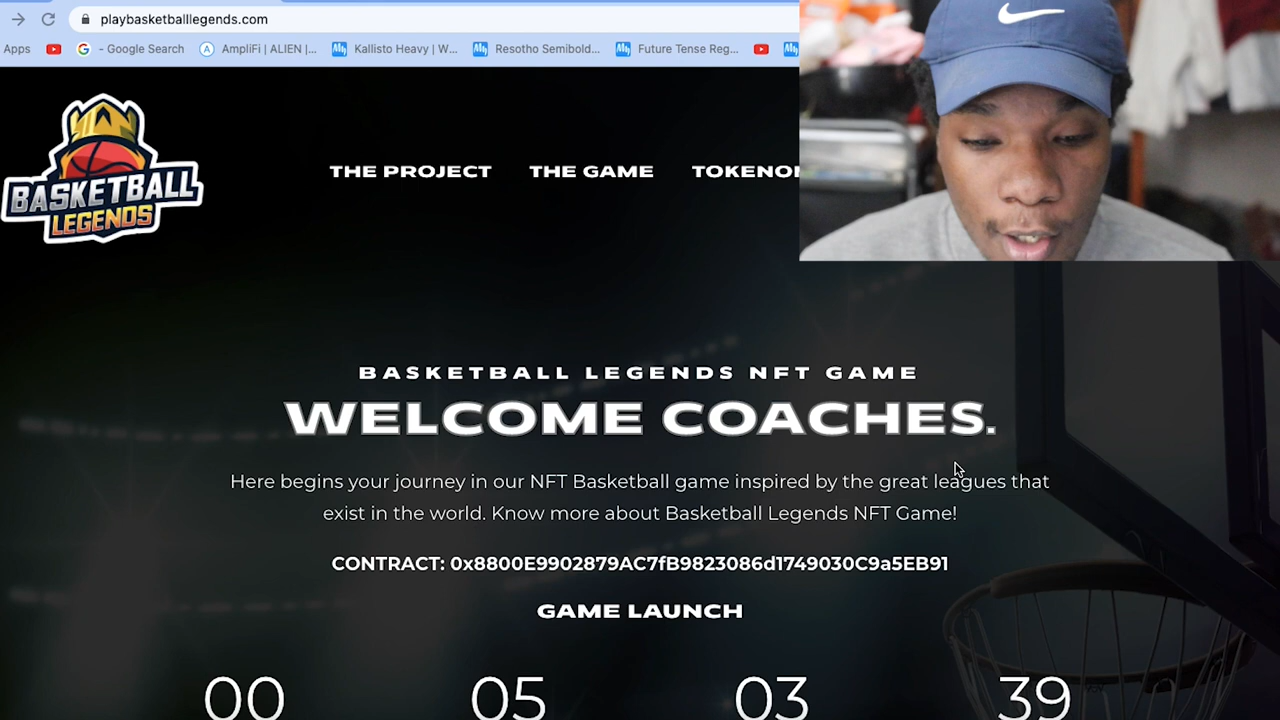 playbasketballlegends.com
Apps
- Google Search
AmpliFi | ALIEN |...
Kallisto Heavy | W...
Resotho Semibold...
Future Tense Reg...
BASKETBALL
LEGENDS
THE PROJECT
THE GAME
BASKETBALL LEGENDS NFT GAME
WELCOME COACHES.
Here begins your journey in our NFT Basketball game inspired by the great leagues that
exist in the world. Know more about Basketball Legends NFT Game!
CONTRACT: 0x8800E9902879AC7fB9823086d1749030C9a5EB91
GAME LAUNCH
00 05 03 39